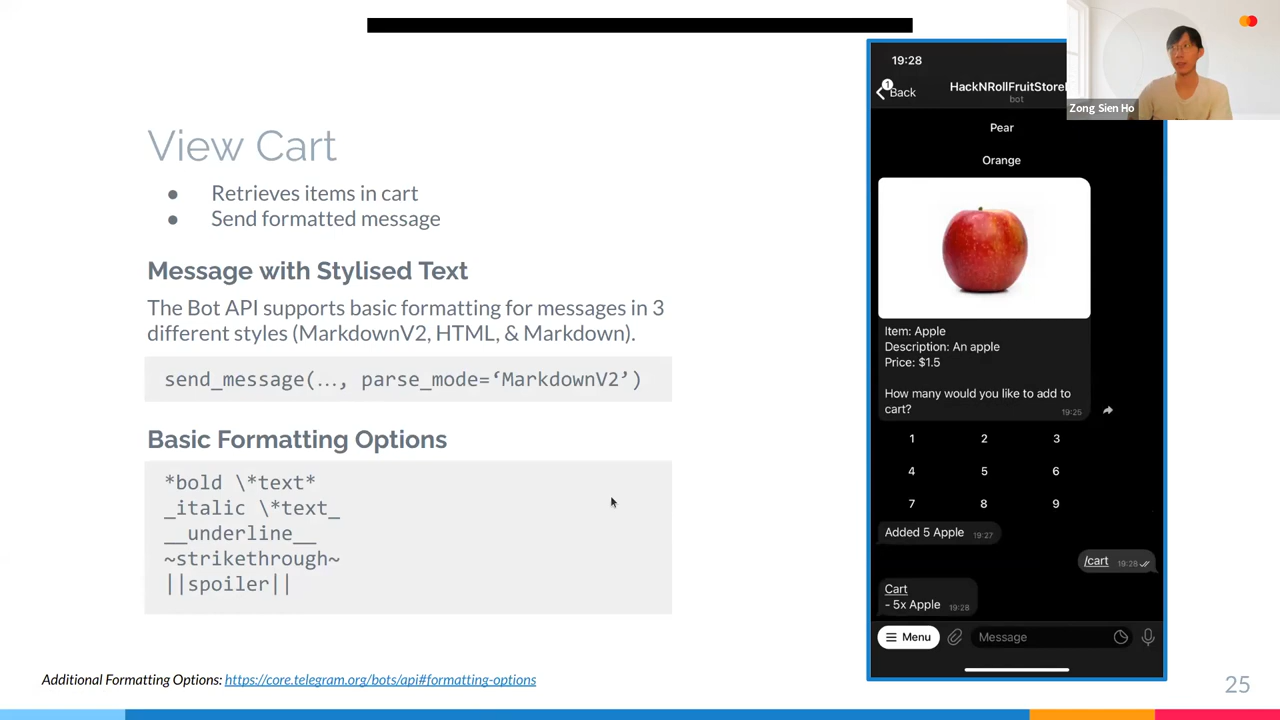 View Cart
● Retrieves items in cart
● Send formatted message
Message with Stylised Text
The Bot API supports basic formatting for messages in 3
different styles (MarkdownV2, HTML, & Markdown).
send_message(…, parse_mode=‘MarkdownV2’)
Basic Formatting Options
*bold \*text*
_italic \*text_
__underline__
~strikethrough~
||spoiler||
Additional Formatting Options: https://core.telegram.org/bots/api#formatting-options
19:28
1
Back
HackNRollFruitStore
bot
Pear
Orange
Item: Apple
Description: An apple
Price: $1.5
How many would you like to add to
cart?
19:25
1 2 3
4 5 6
7 8 9
Added 5 Apple 19:27
/cart 19:28
Cart
- 5x Apple 19:28
Menu
Message
Zong Sien Ho
25